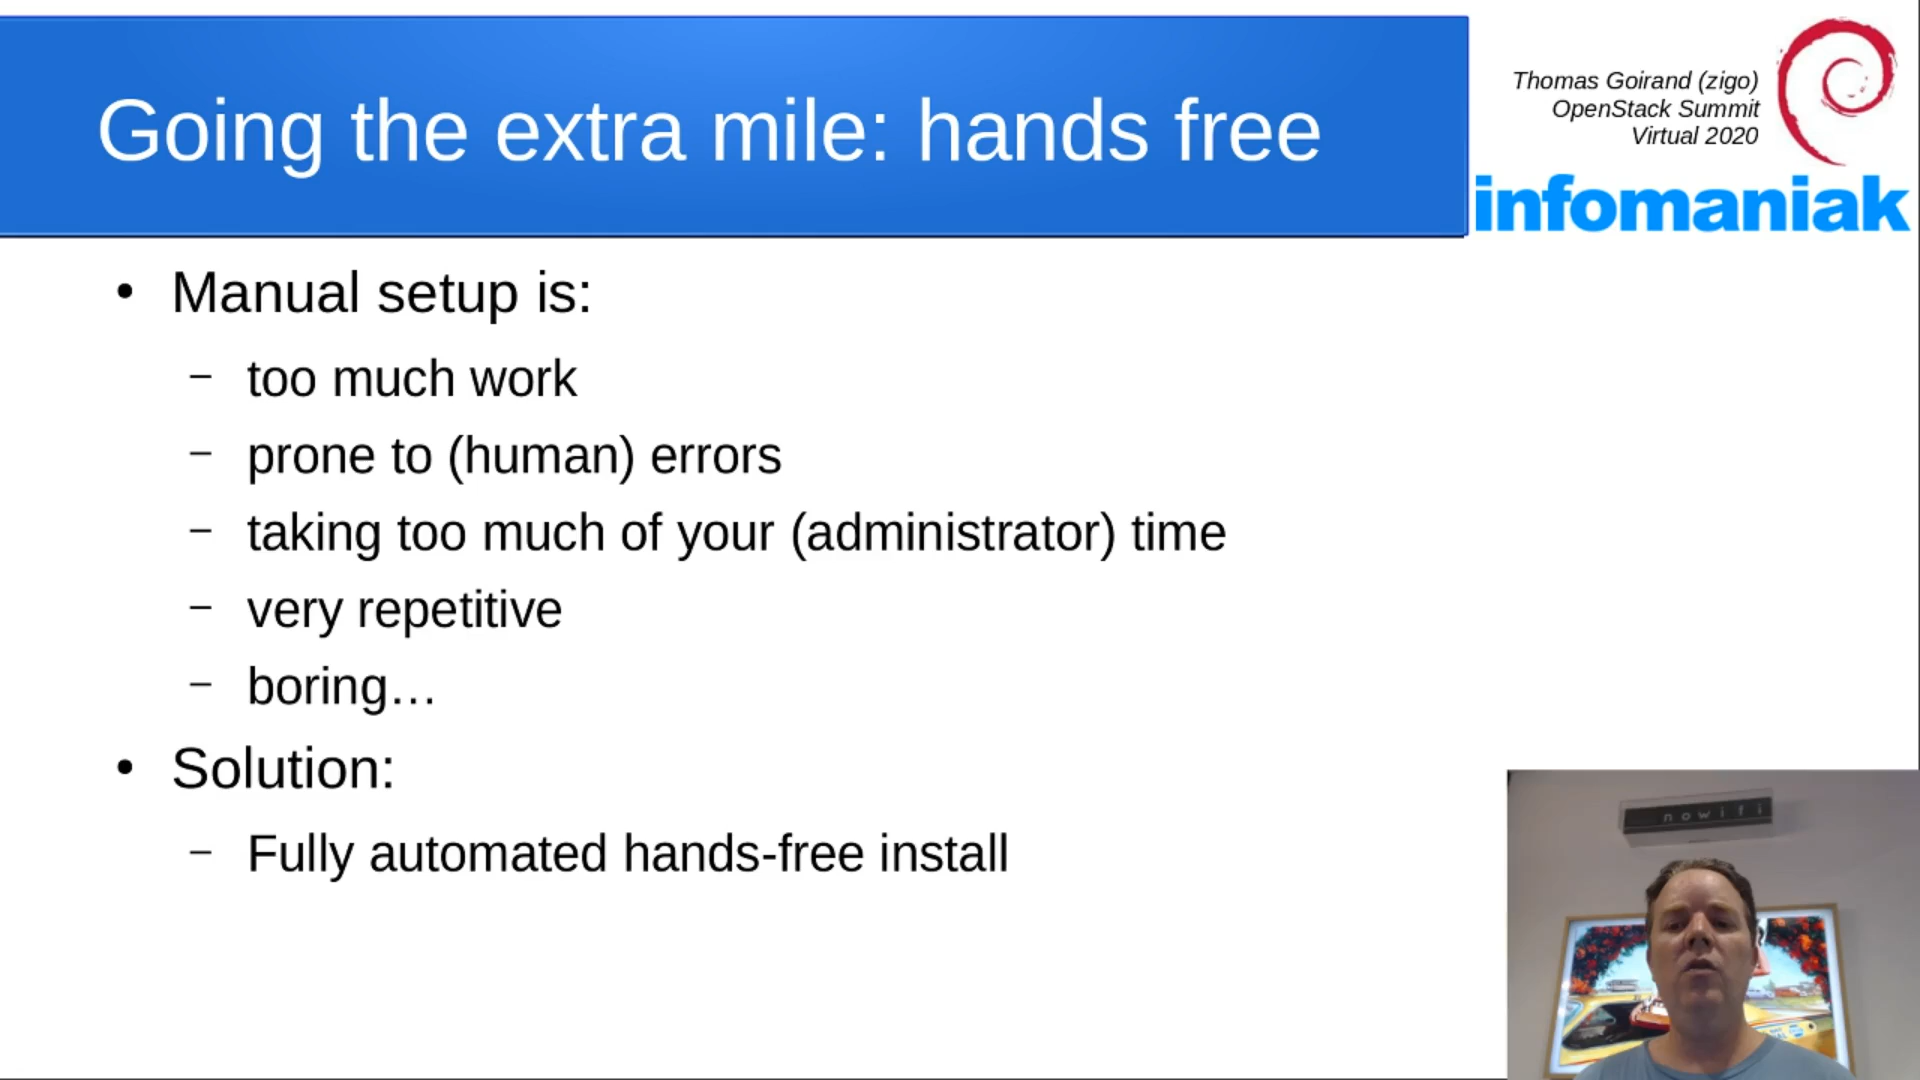 Going the extra mile: hands free
Thomas Goirand (zigo)
OpenStack Summit
Virtual 2020
infomaniak
• Manual setup is:
– too much work
– prone to (human) errors
– taking too much of your (administrator) time
– very repetitive
– boring…
• Solution:
– Fully automated hands-free install
nowifi